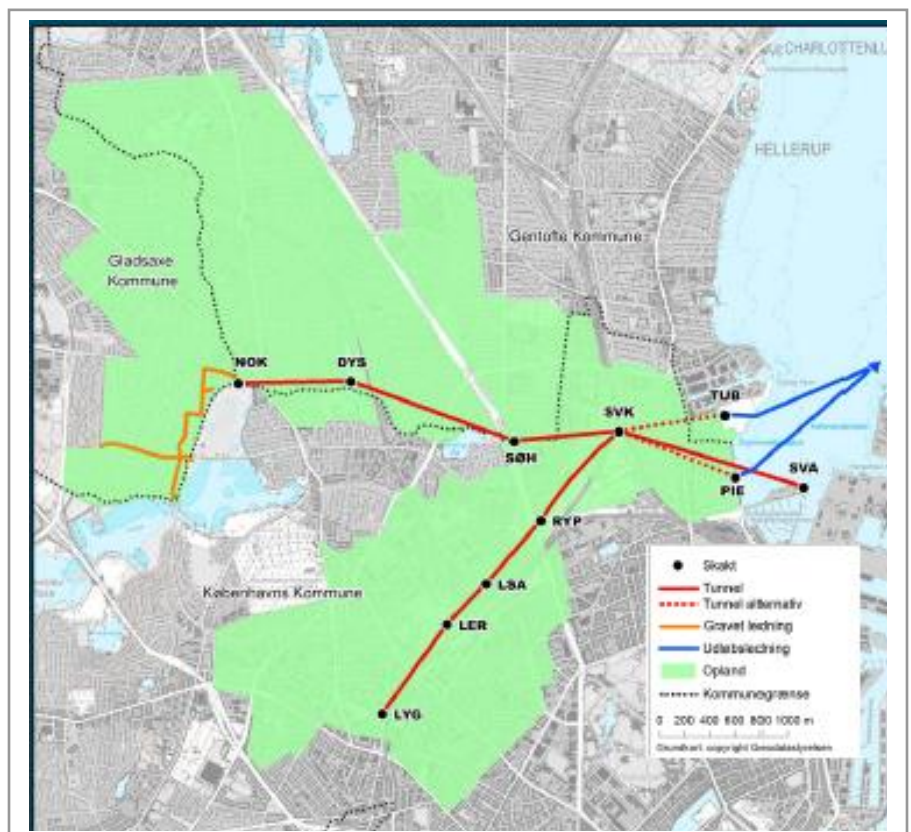 CHARLOTTENLU
HELLERUP
Gentofte Kommune
Gladsaxe
Kommune
NOK
DYS
TUB
SVK
SØH
SVA
PIE
RYP
LSA
Københavns Kommune
LER
LYG
Skakt
Tunnel
Tunnel alternativ
Gravet ledning
Udløbsledning
Opland
Kommunegrænse
0 200 400 600 800 1000 m
Grundkort: copyright Geodatastyrelsen